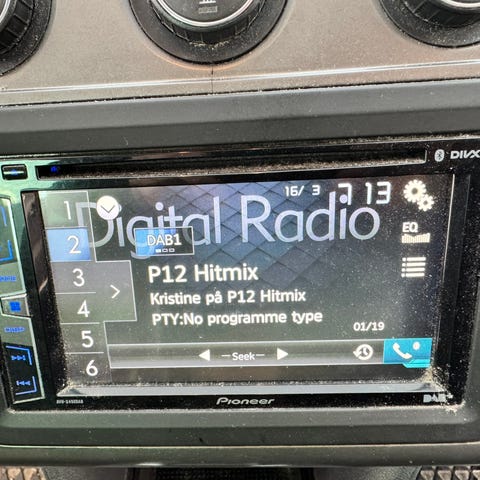 DIVX
16/ 3 7 13
Digital Radio
EQ
1
2
3
4
5
6
DAB1
P12 Hitmix
Kristine på P12 Hitmix
PTY:No programme type
01/19
Seek
Pioneer
DAB+